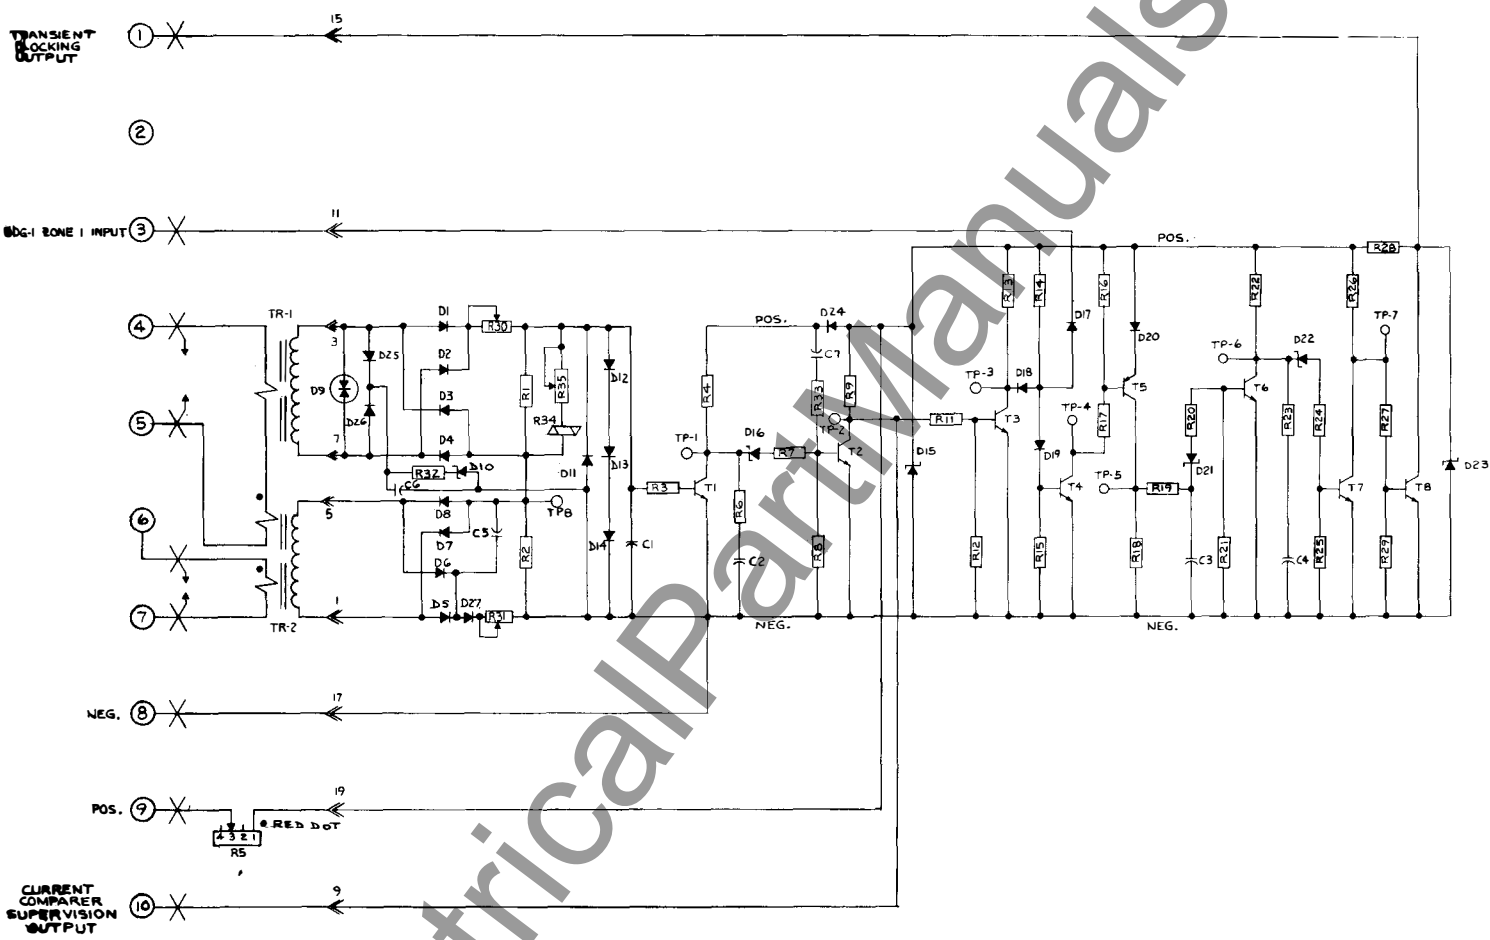 15
TRANSIENT
BLOCKING
OUTPUT
1
2
11
SDG-1 ZONE 1 INPUT
3
POS.
R28
4
TR-1
3
D1
R30
D25
D2
D9
D3
D26
7
D4
R32
D10
C6
R1
R35
R34
D11
D12
D13
D14
C1
POS.
D24
C7
R4
R33
R9
TP-1
D16
R7
TP-2
T2
R3
T1
R6
C2
R8
D15
R11
R12
R13
R14
TP-3
D18
D17
T3
TP-4
D19
T4
R15
R16
R17
D20
T5
TP-5
R19
R18
R20
D21
C3
R21
R22
TP-6
T6
D22
R23
C4
R24
R25
R26
TP-7
T7
R27
R29
T8
D23
5
6
5
D8
TP8
D7
C5
D6
R2
D5
D27
R31
1
7
TR-2
NEG.
NEG.
17
NEG.
8
19
POS.
9
RED DOT
4 3 2 1
R5
9
CURRENT
COMPARER
SUPERVISION
OUTPUT
10
tricalPartManuals